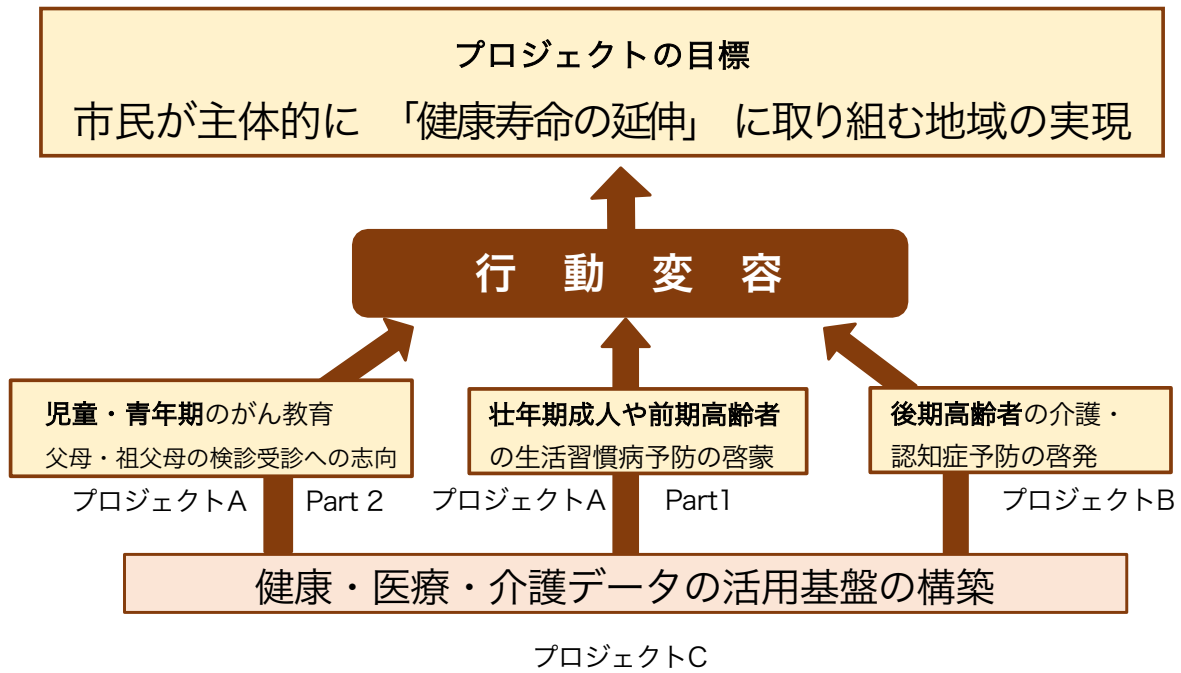 プロジェクトの目標
市民が主体的に 「健康寿命の延伸」 に取り組む地域の実現
行 動 変 容
児童・青年期のがん教育
父母・祖父母の検診受診への志向
壮年期成人や前期高齢者
の生活習慣病予防の啓蒙
後期高齢者の介護・
認知症予防の啓発
プロジェクトA Part 2
プロジェクトA Part1
プロジェクトB
健康・医療・介護データの活用基盤の構築
プロジェクトC